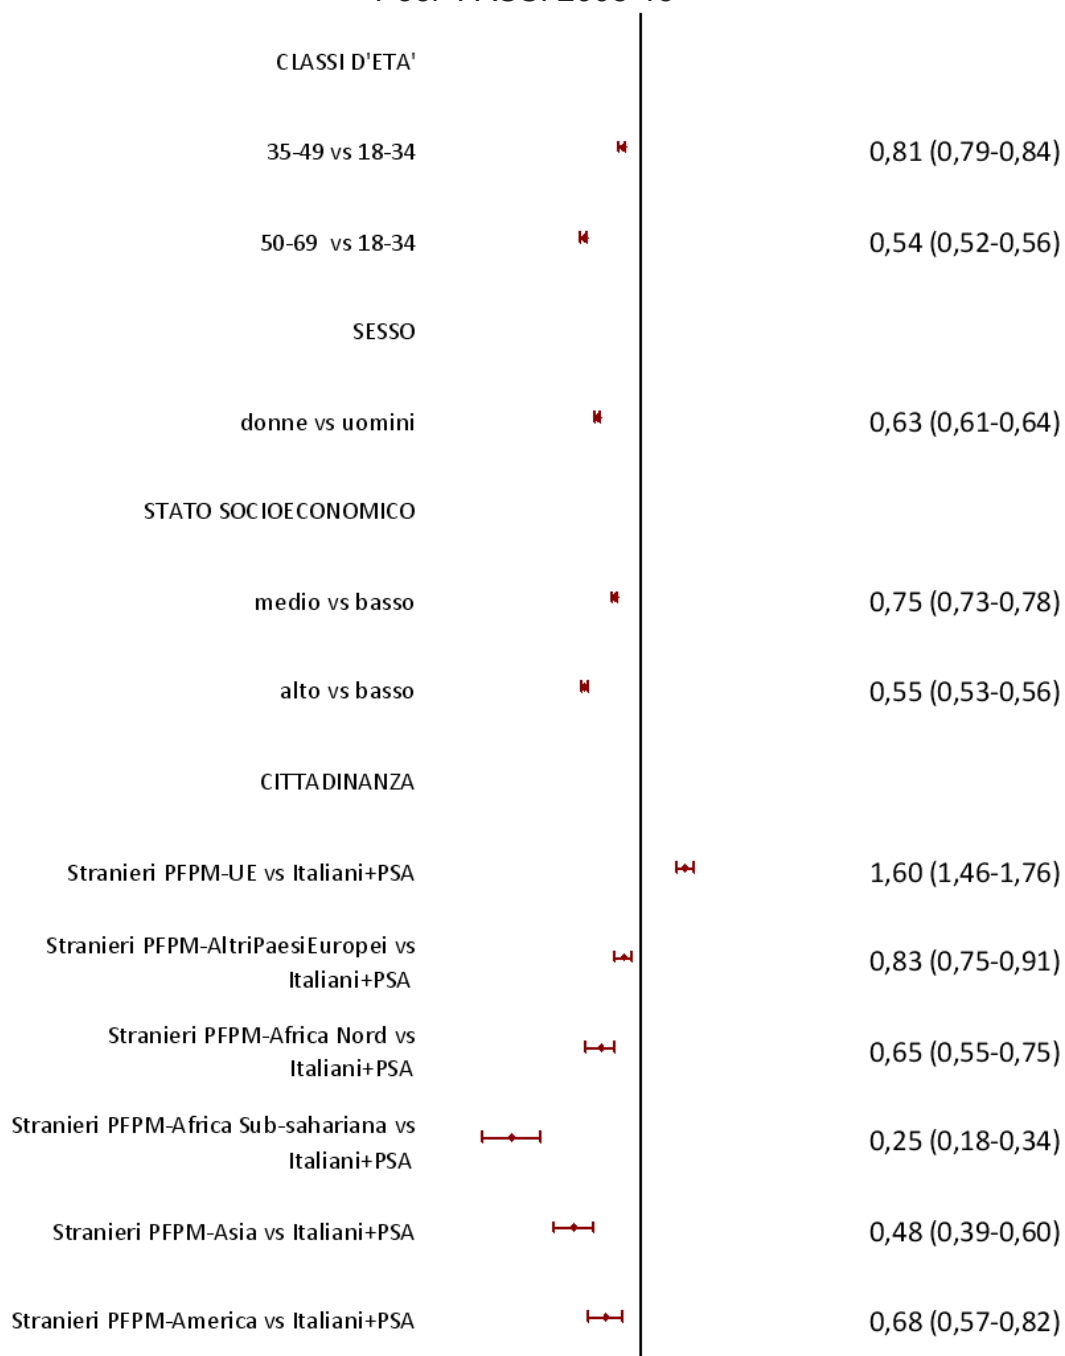 CLASSI D'ETA'
35-49 vs 18-34 0,81 (0,79-0,84)
50-69 vs 18-34 0,54 (0,52-0,56)
SESSO
donne vs uomini 0,63 (0,61-0,64)
STATO SOCIOECONOMICO
medio vs basso 0,75 (0,73-0,78)
alto vs basso 0,55 (0,53-0,56)
CITTADINANZA
Stranieri PFPM-UE vs Italiani+PSA 1,60 (1,46-1,76)
Stranieri PFPM-AltriPaesiEuropei vs
Italiani+PSA 0,83 (0,75-0,91)
Stranieri PFPM-Africa Nord vs
Italiani+PSA 0,65 (0,55-0,75)
Stranieri PFPM-Africa Sub-sahariana vs
Italiani+PSA 0,25 (0,18-0,34)
Stranieri PFPM-Asia vs Italiani+PSA 0,48 (0,39-0,60)
Stranieri PFPM-America vs Italiani+PSA 0,68 (0,57-0,82)